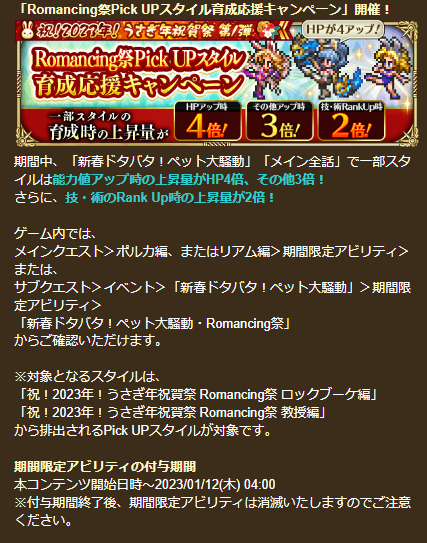 「Romancing祭Pick UPスタイル育成応援キャンペーン」開催！
祝！2023年！うさぎ年祝賀祭 第1弾
HPが4アップ！
Romancing祭Pick UPスタイル
育成応援キャンペーン
一部スタイルの
育成時の上昇量が
HPアップ時
4倍！
その他アップ時
3倍！
技・術RankUp時
2倍！
期間中、「新春ドタバタ！ペット大騒動」「メイン全話」で一部スタ
イルは能力値アップ時の上昇量がHP4倍、その他3倍！
さらに、技・術のRank Up時の上昇量が2倍！
ゲーム内では、
メインクエスト＞ポルカ編、またはリアム編＞期間限定アビリティ＞
または、
サブクエスト＞イベント＞「新春ドタバタ！ペット大騒動」＞期間限
定アビリティ＞
「新春ドタバタ！ペット大騒動・Romancing祭」
からご確認いただけます。
※対象となるスタイルは、
「祝！2023年！うさぎ年祝賀祭 Romancing祭 ロックブーケ編」
「祝！2023年！うさぎ年祝賀祭 Romancing祭 教授編」
から排出されるPick UPスタイルが対象です。
期間限定アビリティの付与期間
本コンテンツ開始日時～2023/01/12(木) 04:00
※付与期間終了後、期間限定アビリティは消滅いたしますのでご注意
ください。